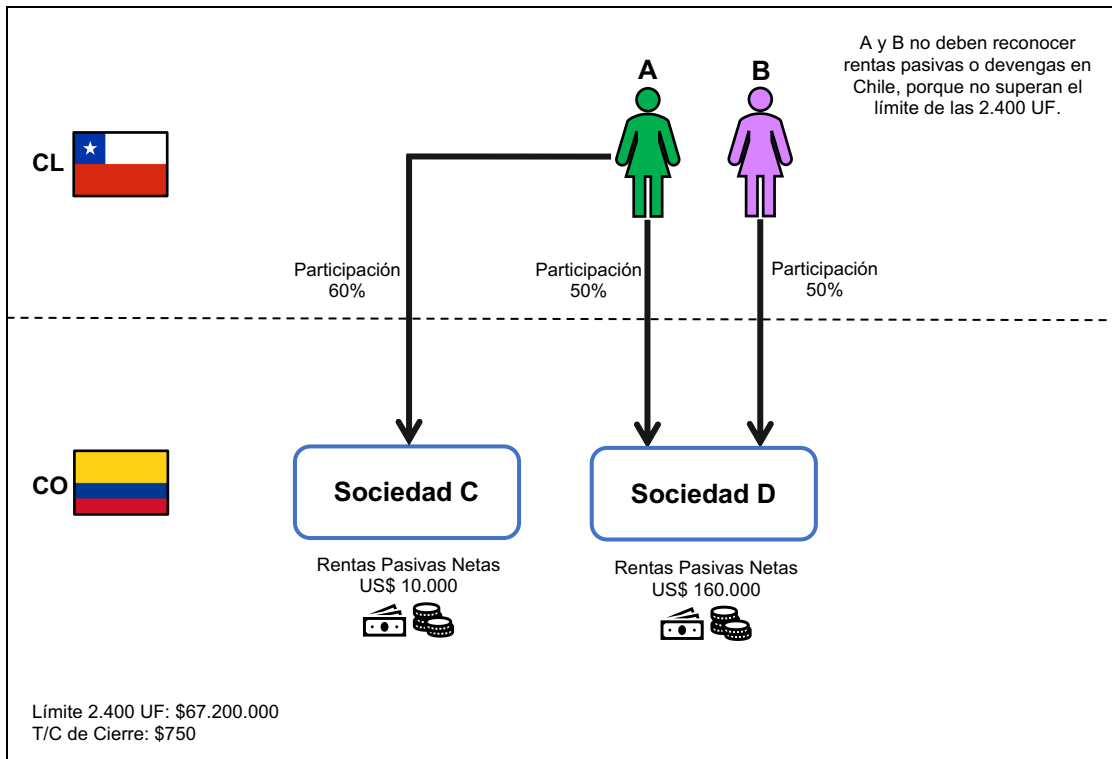 A y B no deben reconocer
rentas pasivas o devengas en
Chile, porque no superan el
límite de las 2.400 UF.
A
B
CL
Participación
60%
Participación
50%
Participación
50%
CO
Sociedad C
Sociedad D
Rentas Pasivas Netas
US$ 10.000
Rentas Pasivas Netas
US$ 160.000
Límite 2.400 UF: $67.200.000
T/C de Cierre: $750